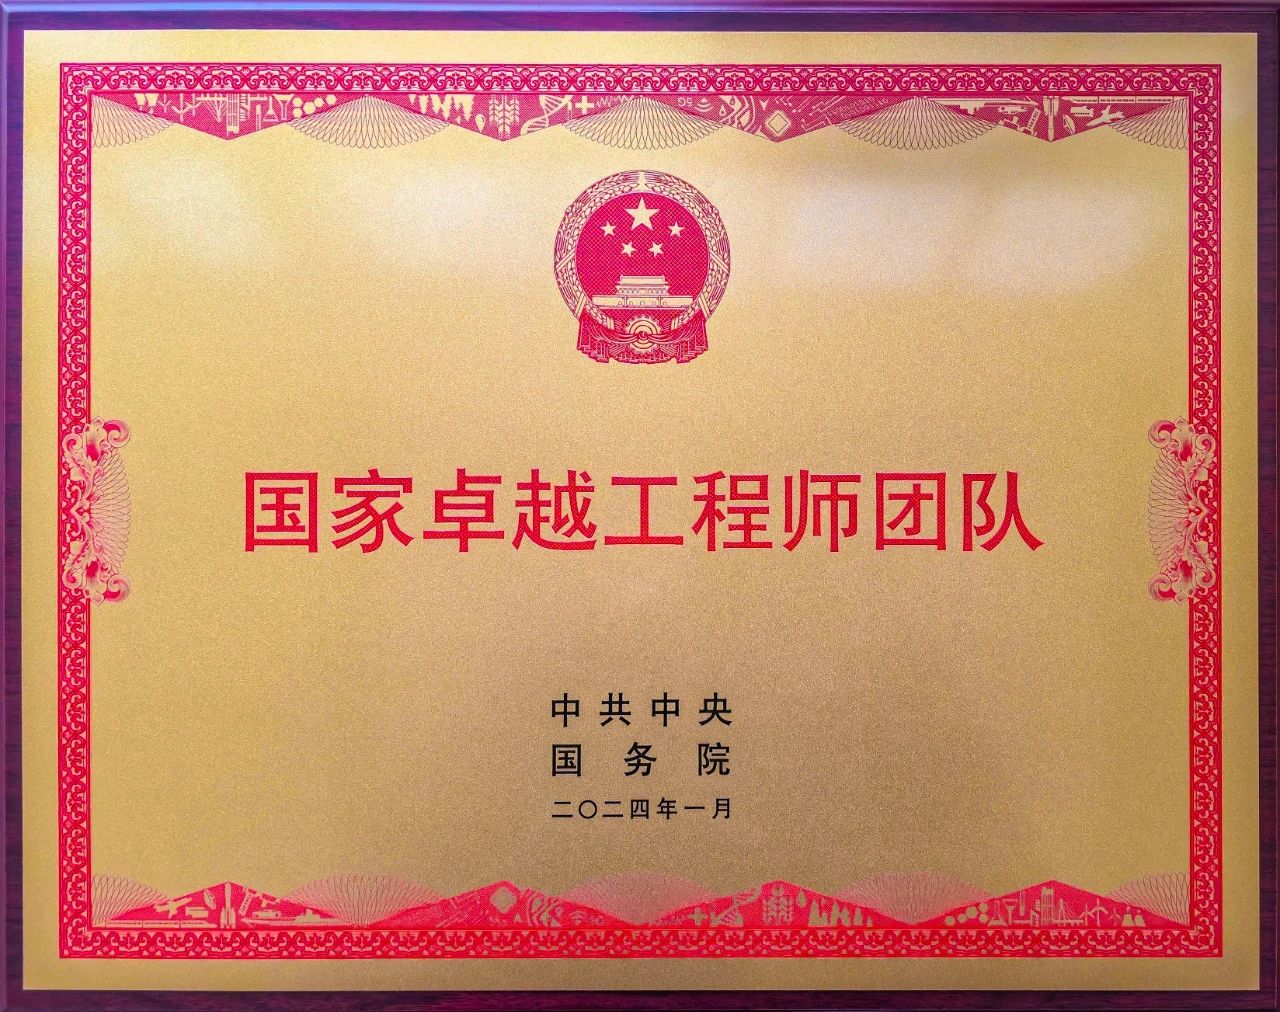 国家卓越工程师团队
中共中央
国务院
二〇二四年一月